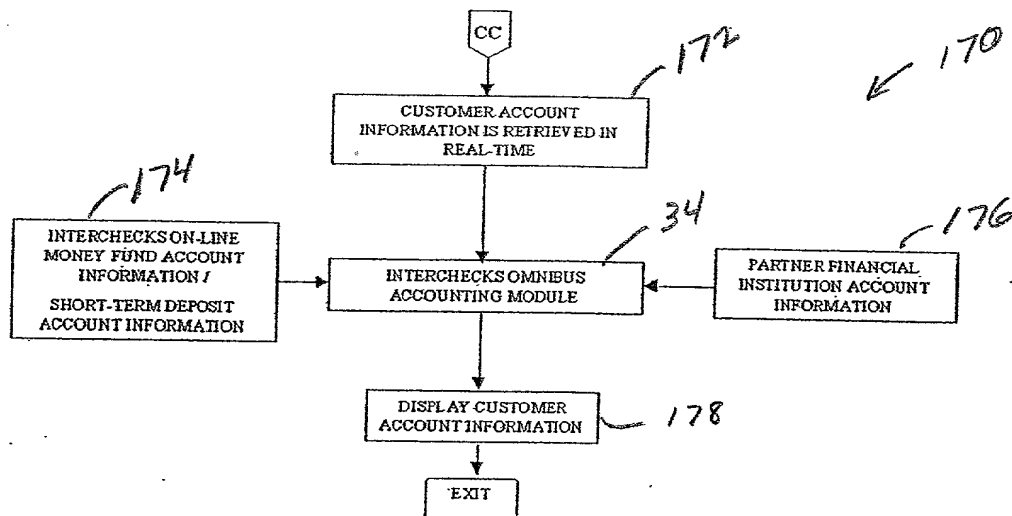 CC
172
170
CUSTOMER ACCOUNT
INFORMATION IS RETRIEVED IN
REAL-TIME
174
34
176
INTERCHECKS ON-LINE
MONEY FUND ACCOUNT
INFORMATION /
SHORT-TERM DEPOSIT
ACCOUNT INFORMATION
INTERCHECKS OMNIBUS
ACCOUNTING MODULE
PARTNER FINANCIAL
INSTITUTION ACCOUNT
INFORMATION
DISPLAY CUSTOMER
ACCOUNT INFORMATION
178
EXIT